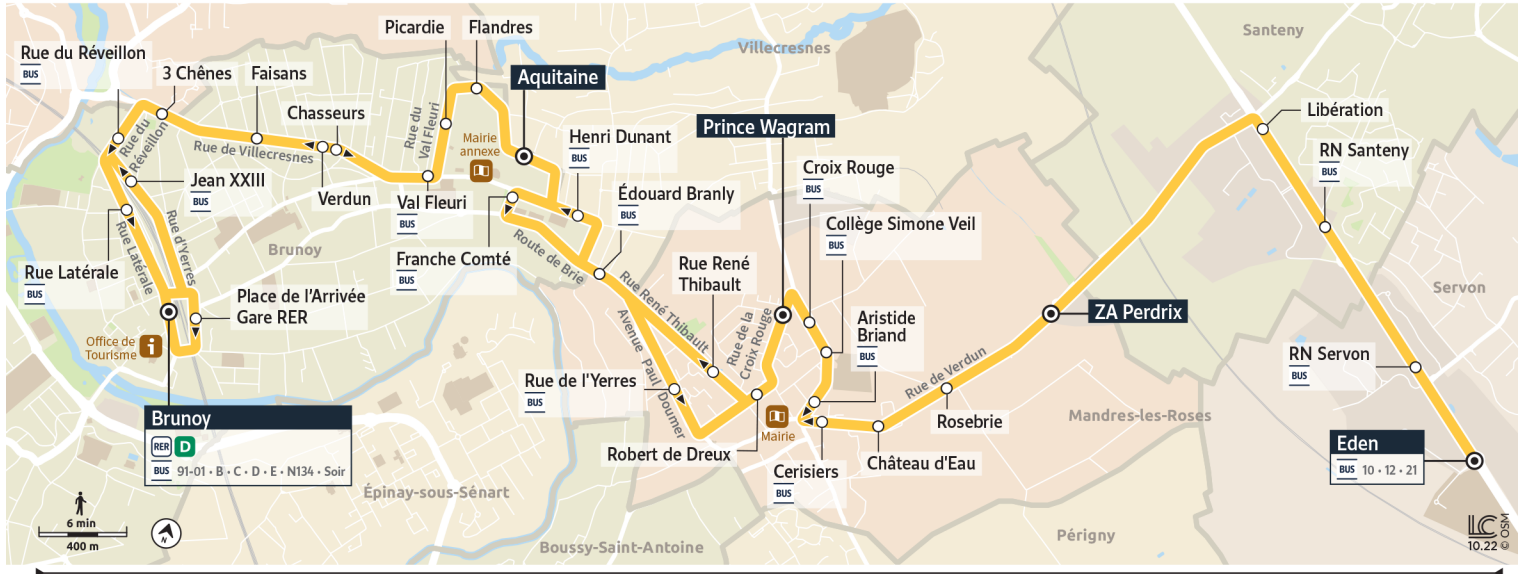 Rue du Réveillon
BUS
3 Chênes
Faisans
Chasseurs
Verdun
Picardie
Flandres
Aquitaine
Villecresnes
Santeny
Rue du
Réveillon
Rue de Villecresnes
Rue du
Val Fleuri
Mairie
annexe
Henri Dunant
BUS
Prince Wagram
Libération
RN Santeny
BUS
Jean XXIII
BUS
Val Fleuri
BUS
Édouard Branly
BUS
Croix Rouge
BUS
Collège Simone Veil
BUS
Rue Latérale
BUS
Rue Latérale
Rue d'Yerres
Brunoy
Franche Comté
BUS
Route de Brie
Rue René
Thibault
Rue René Thibault
Servon
Place de l'Arrivée
Gare RER
Office de
Tourisme
i
Avenue Paul Doumer
Rue de la
Croix Rouge
Aristide
Briand
BUS
ZA Perdrix
Rue de l'Yerres
BUS
Rue de Verdun
RN Servon
BUS
Brunoy
RER D
BUS 91-01 • B • C • D • E • N134 • Soir
Mairie
Rosebrie
Mandres-les-Roses
Robert de Dreux
Cerisiers
BUS
Château d'Eau
Eden
BUS 10 • 12 • 21
Épinay-sous-Sénart
Boussy-Saint-Antoine
Périgny
6 min
400 m
N
LC
10.22 © OSM